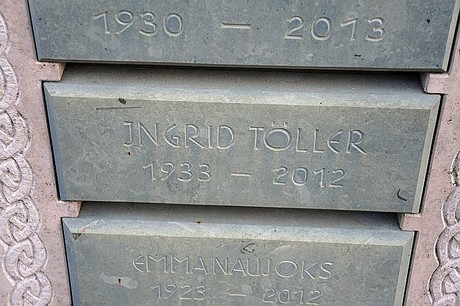 1930 – 2013
INGRID TÖLLER
1933 – 2012
EMMA NAUJOKS
1923 – 2012